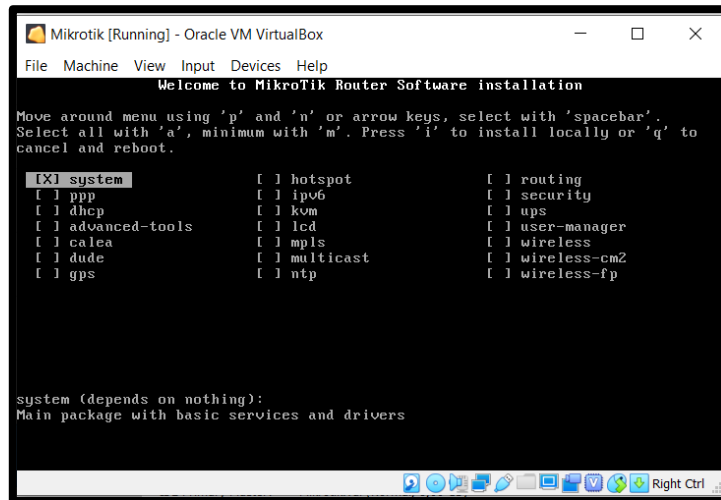 Mikrotik [Running] - Oracle VM VirtualBox
File Machine View Input Devices Help
Welcome to MikroTik Router Software installation
Move around menu using 'p' and 'n' or arrow keys, select with 'spacebar'.
Select all with 'a', minimum with 'm'. Press 'i' to install locally or 'q' to
cancel and reboot.
[X] system [ ] hotspot [ ] routing
[ ] ppp [ ] ipv6 [ ] security
[ ] dhcp [ ] kvm [ ] ups
[ ] advanced-tools [ ] lcd [ ] user-manager
[ ] calea [ ] mpls [ ] wireless
[ ] dude [ ] multicast [ ] wireless-cm2
[ ] gps [ ] ntp [ ] wireless-fp
system (depends on nothing):
Main package with basic services and drivers
Right Ctrl